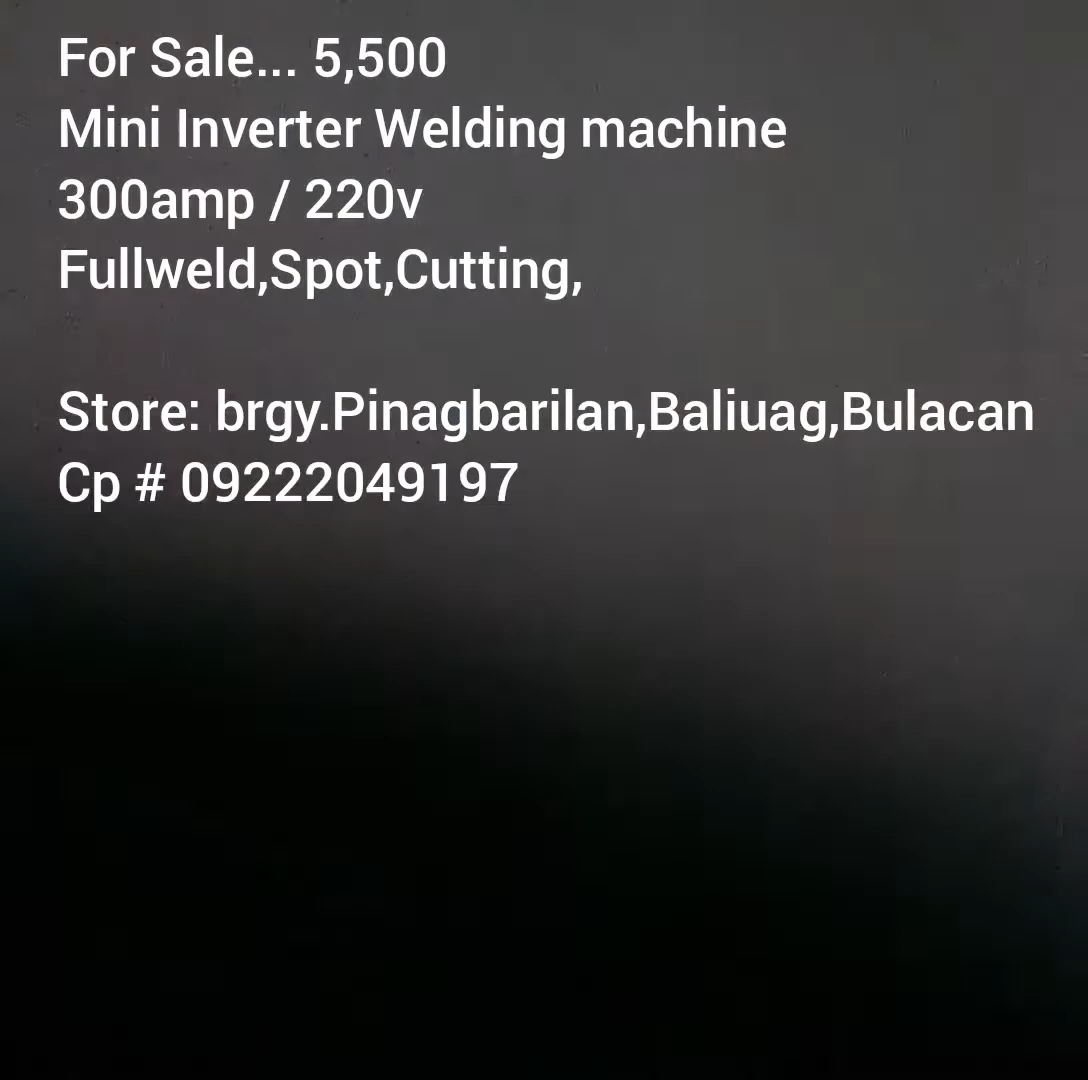 For Sale... 5,500
Mini Inverter Welding machine
300amp / 220v
Fullweld,Spot,Cutting,
Store: brgy.Pinagbarilan,Baliuag,Bulacan
Cp # 09222049197